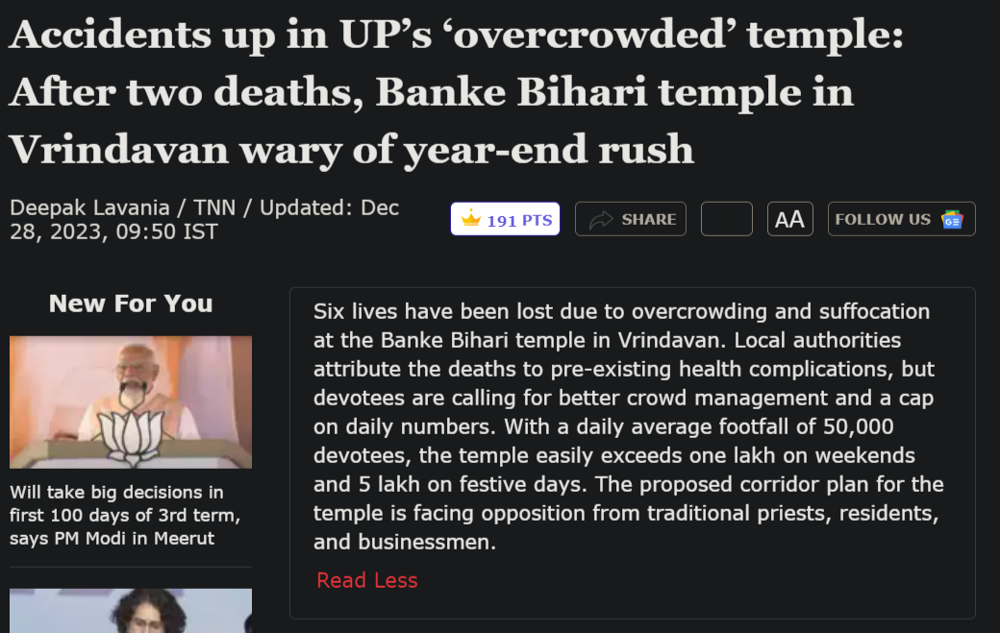 Accidents up in UP’s ‘overcrowded’ temple:
After two deaths, Banke Bihari temple in
Vrindavan wary of year-end rush
Deepak Lavania / TNN / Updated: Dec
28, 2023, 09:50 IST
191 PTS
SHARE
AA
FOLLOW US
GE
New For You
Will take big decisions in
first 100 days of 3rd term,
says PM Modi in Meerut
Six lives have been lost due to overcrowding and suffocation
at the Banke Bihari temple in Vrindavan. Local authorities
attribute the deaths to pre-existing health complications, but
devotees are calling for better crowd management and a cap
on daily numbers. With a daily average footfall of 50,000
devotees, the temple easily exceeds one lakh on weekends
and 5 lakh on festive days. The proposed corridor plan for the
temple is facing opposition from traditional priests, residents,
and businessmen.
Read Less